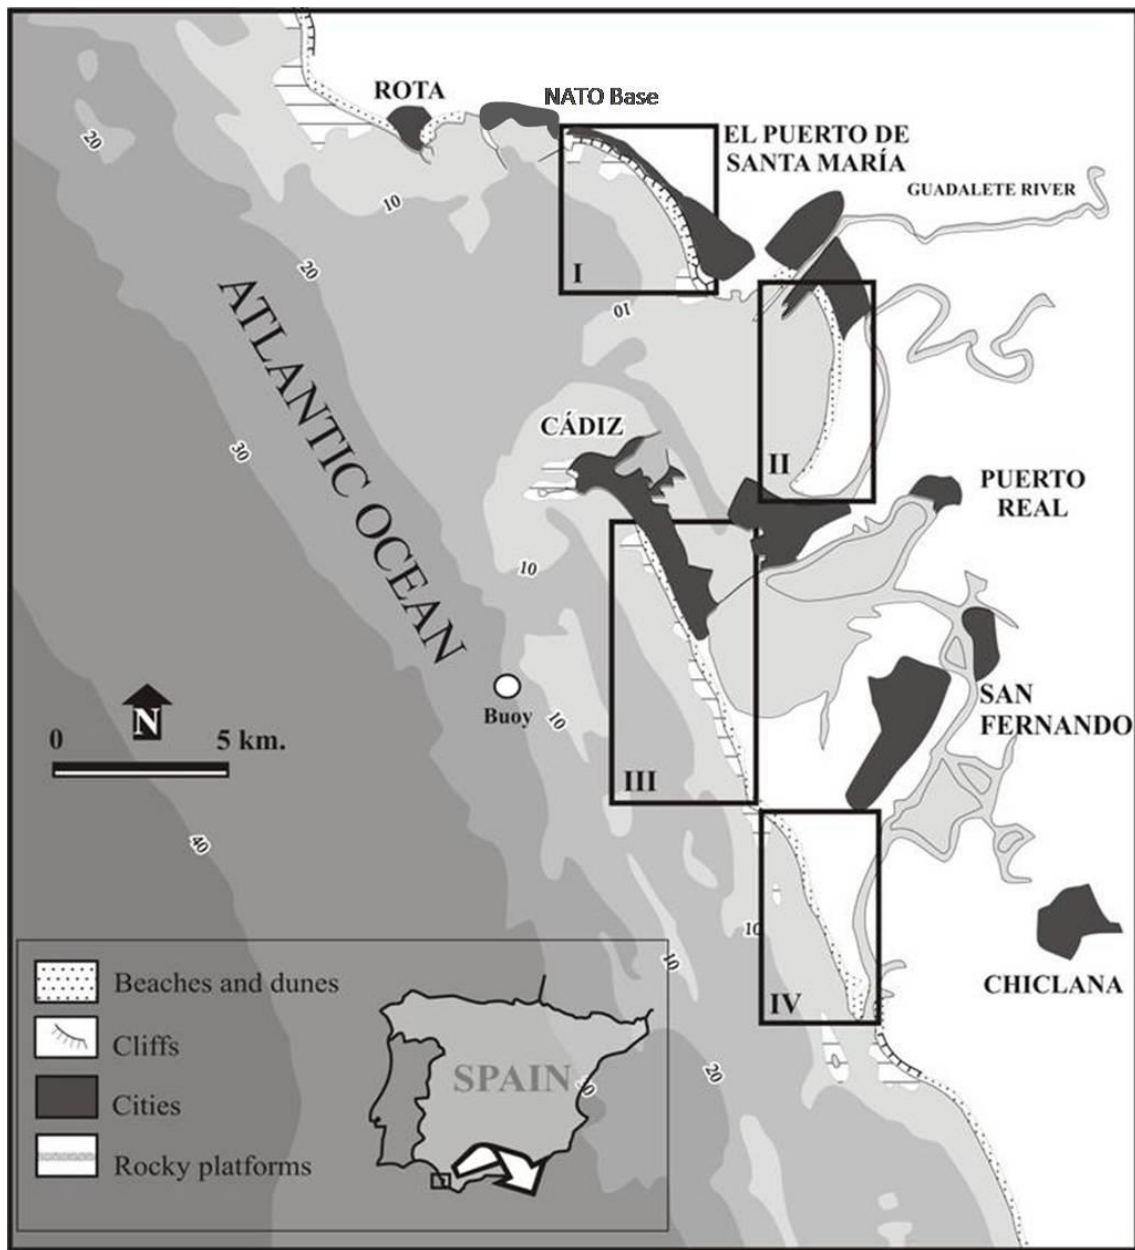 ROTA
NATO Base
EL PUERTO DE
SANTA MARÍA
GUADALETE RIVER
20
10
I
20
10
ATLANTIC OCEAN
CÁDIZ
30
II
PUERTO
REAL
10
Buoy
10
SAN
FERNANDO
N
0 5 km.
III
40
10
10
IV
CHICLANA
20
Beaches and dunes
Cliffs
Cities
Rocky platforms
SPAIN